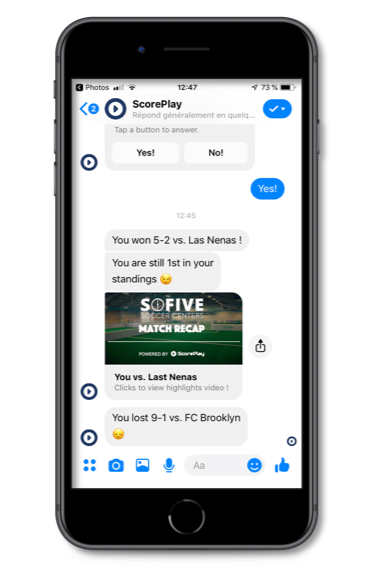 Photos
12:47
73 %
2
ScorePlay
Répond généralement en quelq...
Tap a button to answer.
Yes!
No!
Yes!
12:45
You won 5-2 vs. Las Nenas !
You are still 1st in your
standings
SOFIVE
SOCCER CENTERS
MATCH RECAP
POWERED BY ScorePlay
You vs. Last Nenas
Clicks to view highlights video !
You lost 9-1 vs. FC Brooklyn
Aa